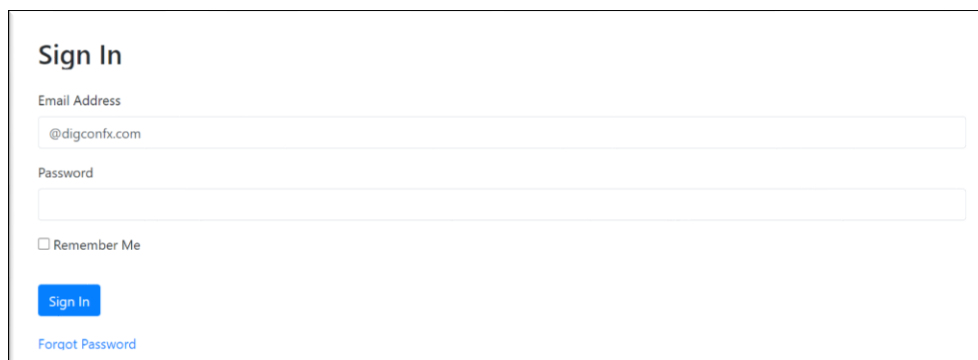 Sign In
Email Address
@digconfx.com
Password
Remember Me
Sign In
Forgot Password